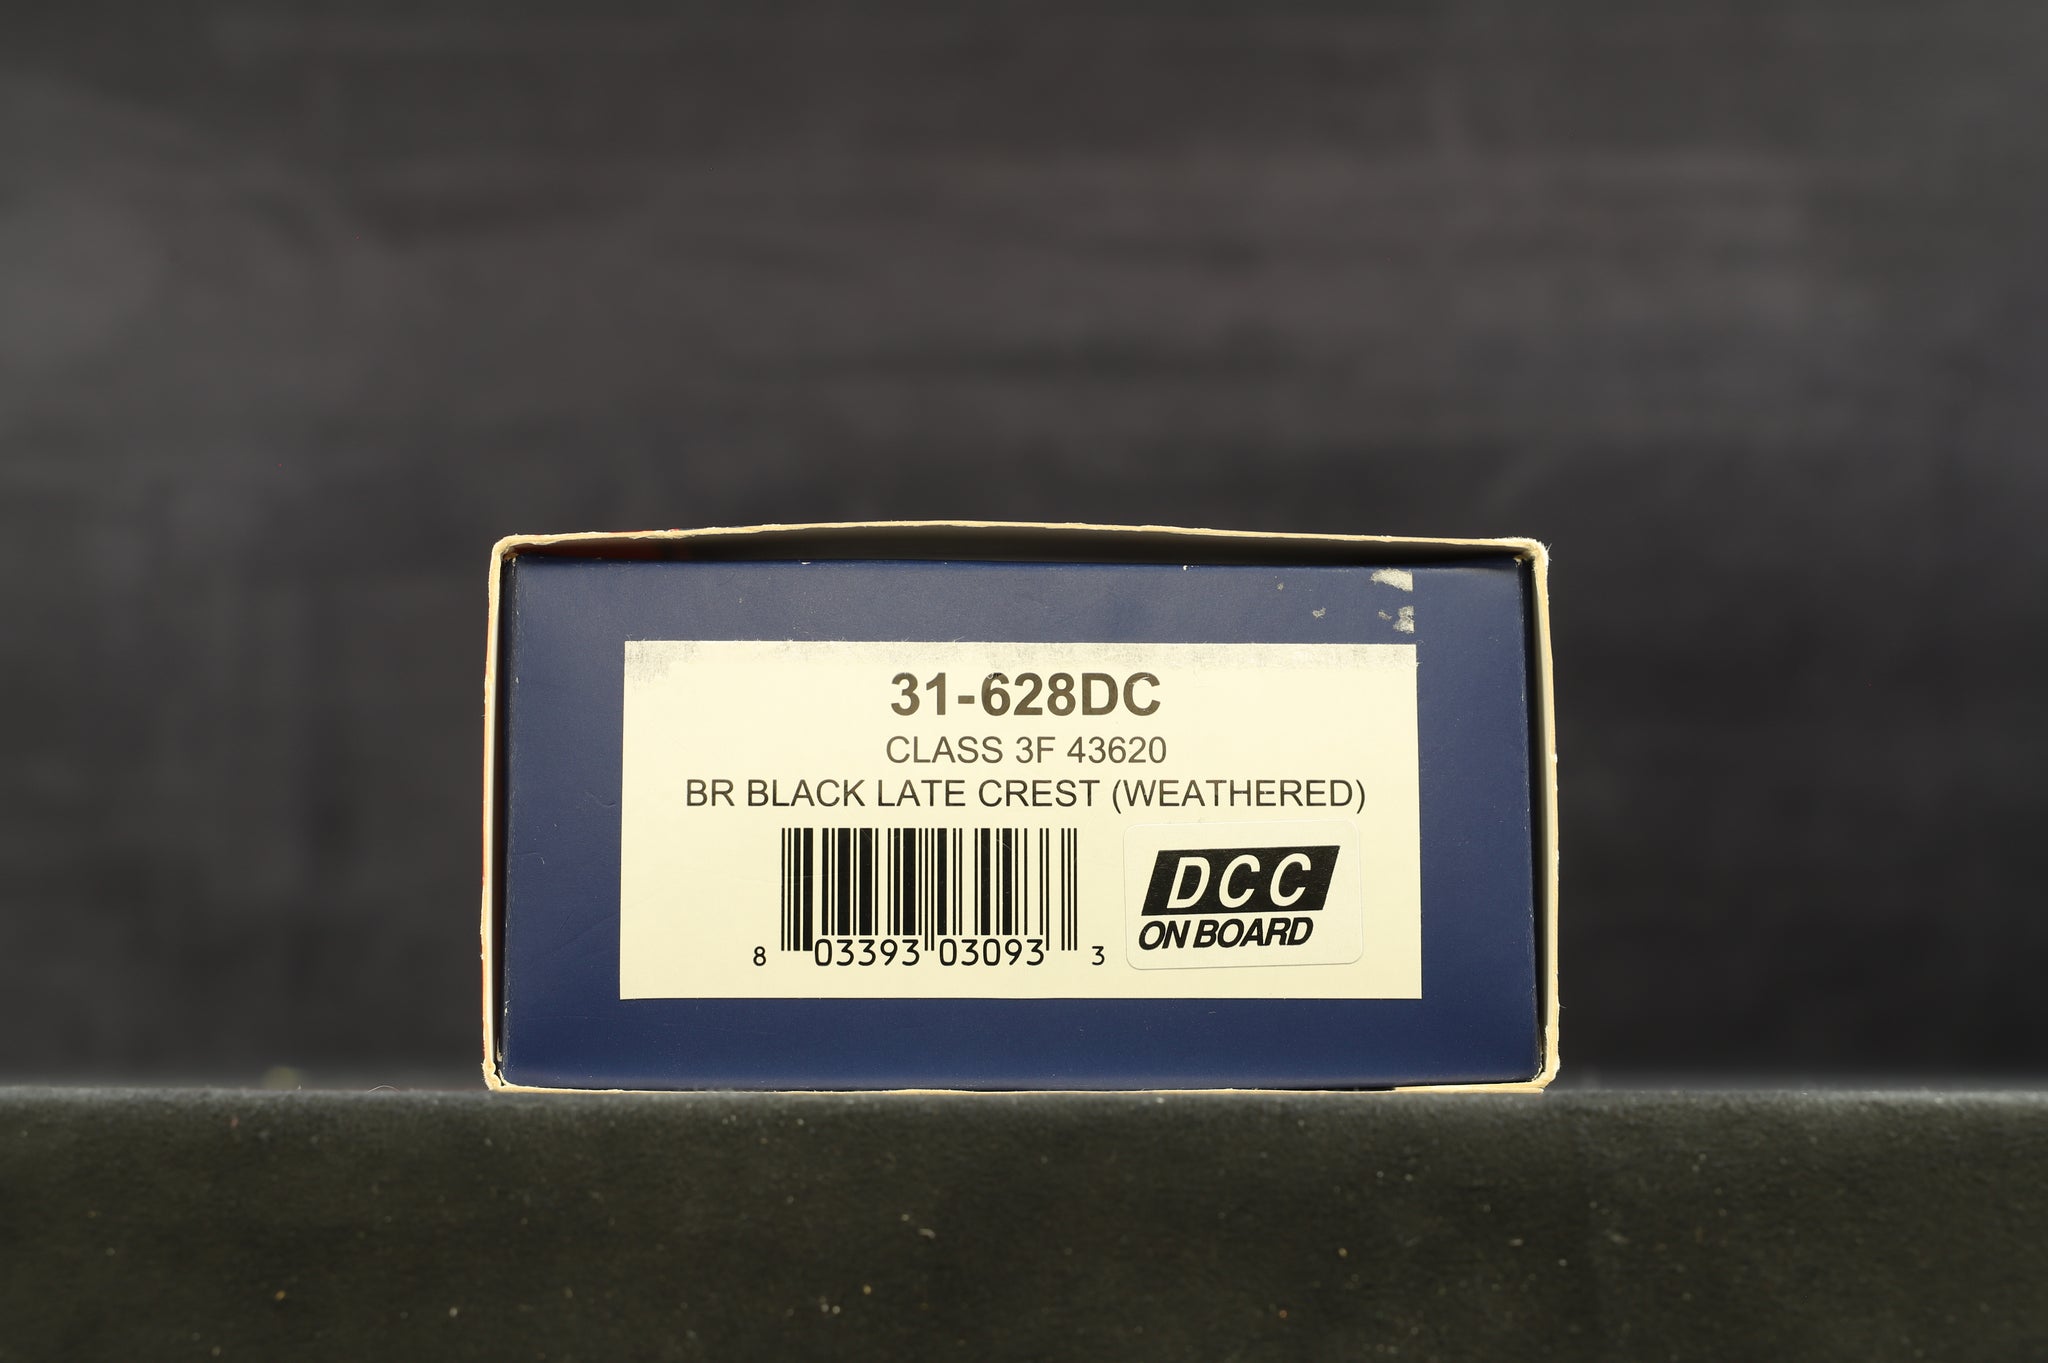 31-628DC
CLASS 3F 43620
BR BLACK LATE CREST (WEATHERED)
8 03393 03093 3
DCC
ON BOARD